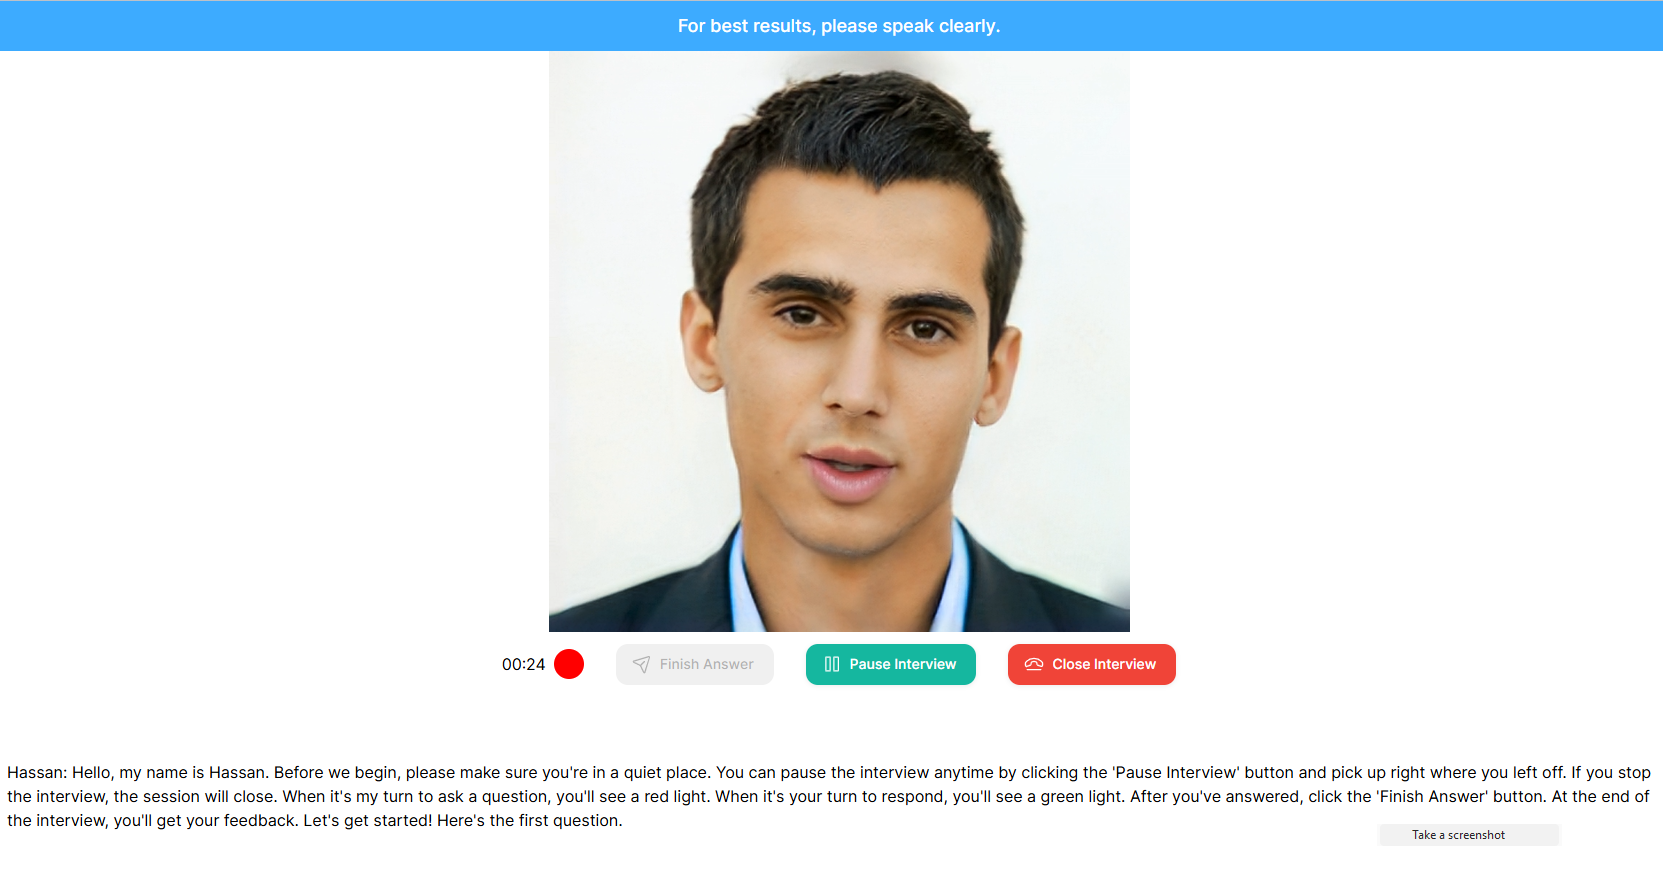 For best results, please speak clearly.
00:24
Finish Answer
Pause Interview
Close Interview
Hassan: Hello, my name is Hassan. Before we begin, please make sure you're in a quiet place. You can pause the interview anytime by clicking the 'Pause Interview' button and pick up right where you left off. If you stop
the interview, the session will close. When it's my turn to ask a question, you'll see a red light. When it's your turn to respond, you'll see a green light. After you've answered, click the 'Finish Answer' button. At the end of
the interview, you'll get your feedback. Let's get started! Here's the first question.
Take a screenshot